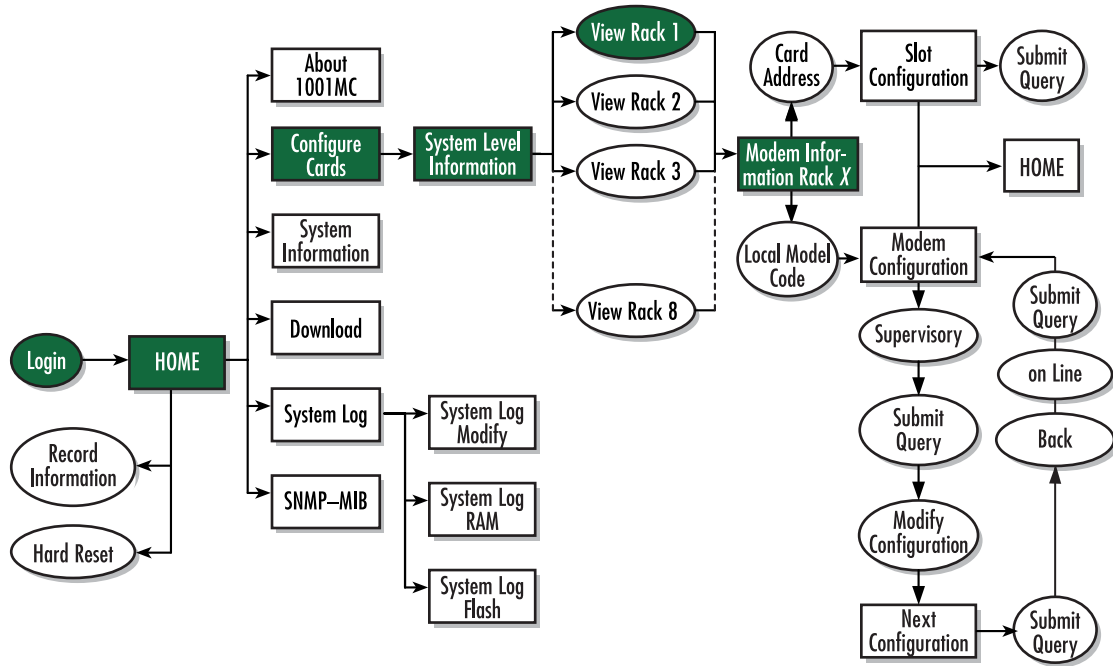 Login
HOME
Record
Information
Hard Reset
About
1001MC
Configure
Cards
System
Information
Download
System Log
SNMP–MIB
System Log
Modify
System Log
RAM
System Log
Flash
System Level
Information
View Rack 1
View Rack 2
View Rack 3
View Rack 8
Modem Infor-
mation Rack X
Card
Address
Local Model
Code
Slot
Configuration
Submit
Query
HOME
Modem
Configuration
Supervisory
Submit
Query
Modify
Configuration
Next
Configuration
Submit
Query
Back
on Line
Submit
Query